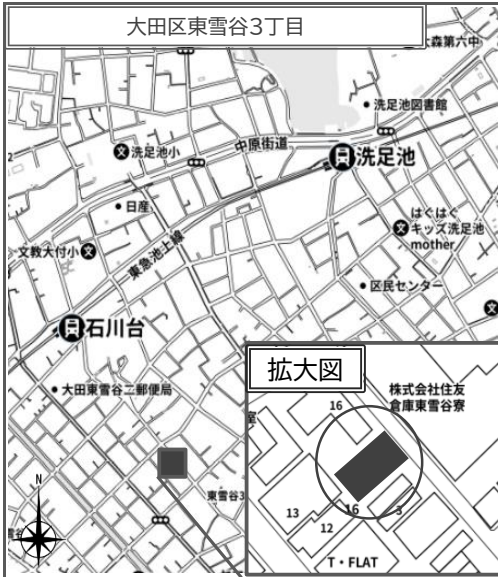 大田区東雪谷3丁目
大森第六中
洗足池図書館
中原街道
洗足池小
洗足池
日産
はぐはぐ
キッズ洗足池
mother
文教大付小
東急池上線
区民センター
石川台
大田東雪谷二郵便局
拡大図
株式会社住友
倉庫東雪谷寮
16
東雪谷3
N
13
12
16
3
T・FLAT